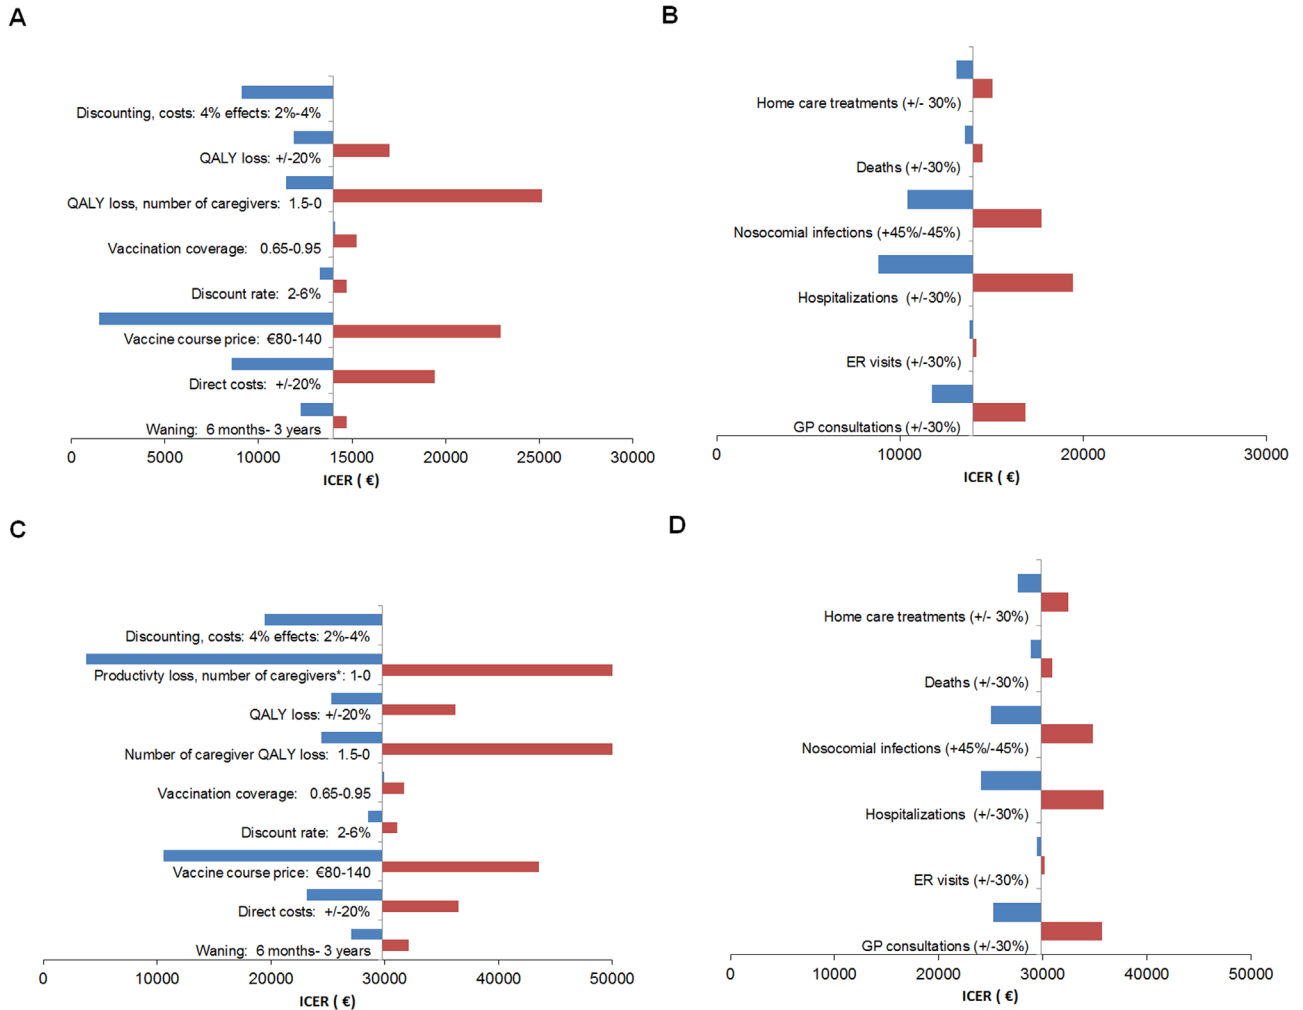 A
Discounting, costs: 4% effects: 2%-4%
QALY loss: +/-20%
QALY loss, number of caregivers: 1.5-0
Vaccination coverage: 0.65-0.95
Discount rate: 2-6%
Vaccine course price: €80-140
Direct costs: +/-20%
Waning: 6 months- 3 years
0 5000 10000 15000 20000 25000 30000
ICER ( €)
B
Home care treatments (+/- 30%)
Deaths (+/-30%)
Nosocomial infections (+45%/-45%)
Hospitalizations (+/-30%)
ER visits (+/-30%)
GP consultations (+/-30%)
0 10000 20000 30000
ICER ( €)
C
Discounting, costs: 4% effects: 2%-4%
Productivty loss, number of caregivers*: 1-0
QALY loss: +/-20%
Number of caregiver QALY loss: 1.5-0
Vaccination coverage: 0.65-0.95
Discount rate: 2-6%
Vaccine course price: €80-140
Direct costs: +/-20%
Waning: 6 months- 3 years
0 10000 20000 30000 40000 50000
ICER ( €)
D
Home care treatments (+/- 30%)
Deaths (+/-30%)
Nosocomial infections (+45%/-45%)
Hospitalizations (+/-30%)
ER visits (+/-30%)
GP consultations (+/-30%)
0 10000 20000 30000 40000 50000
ICER ( €)